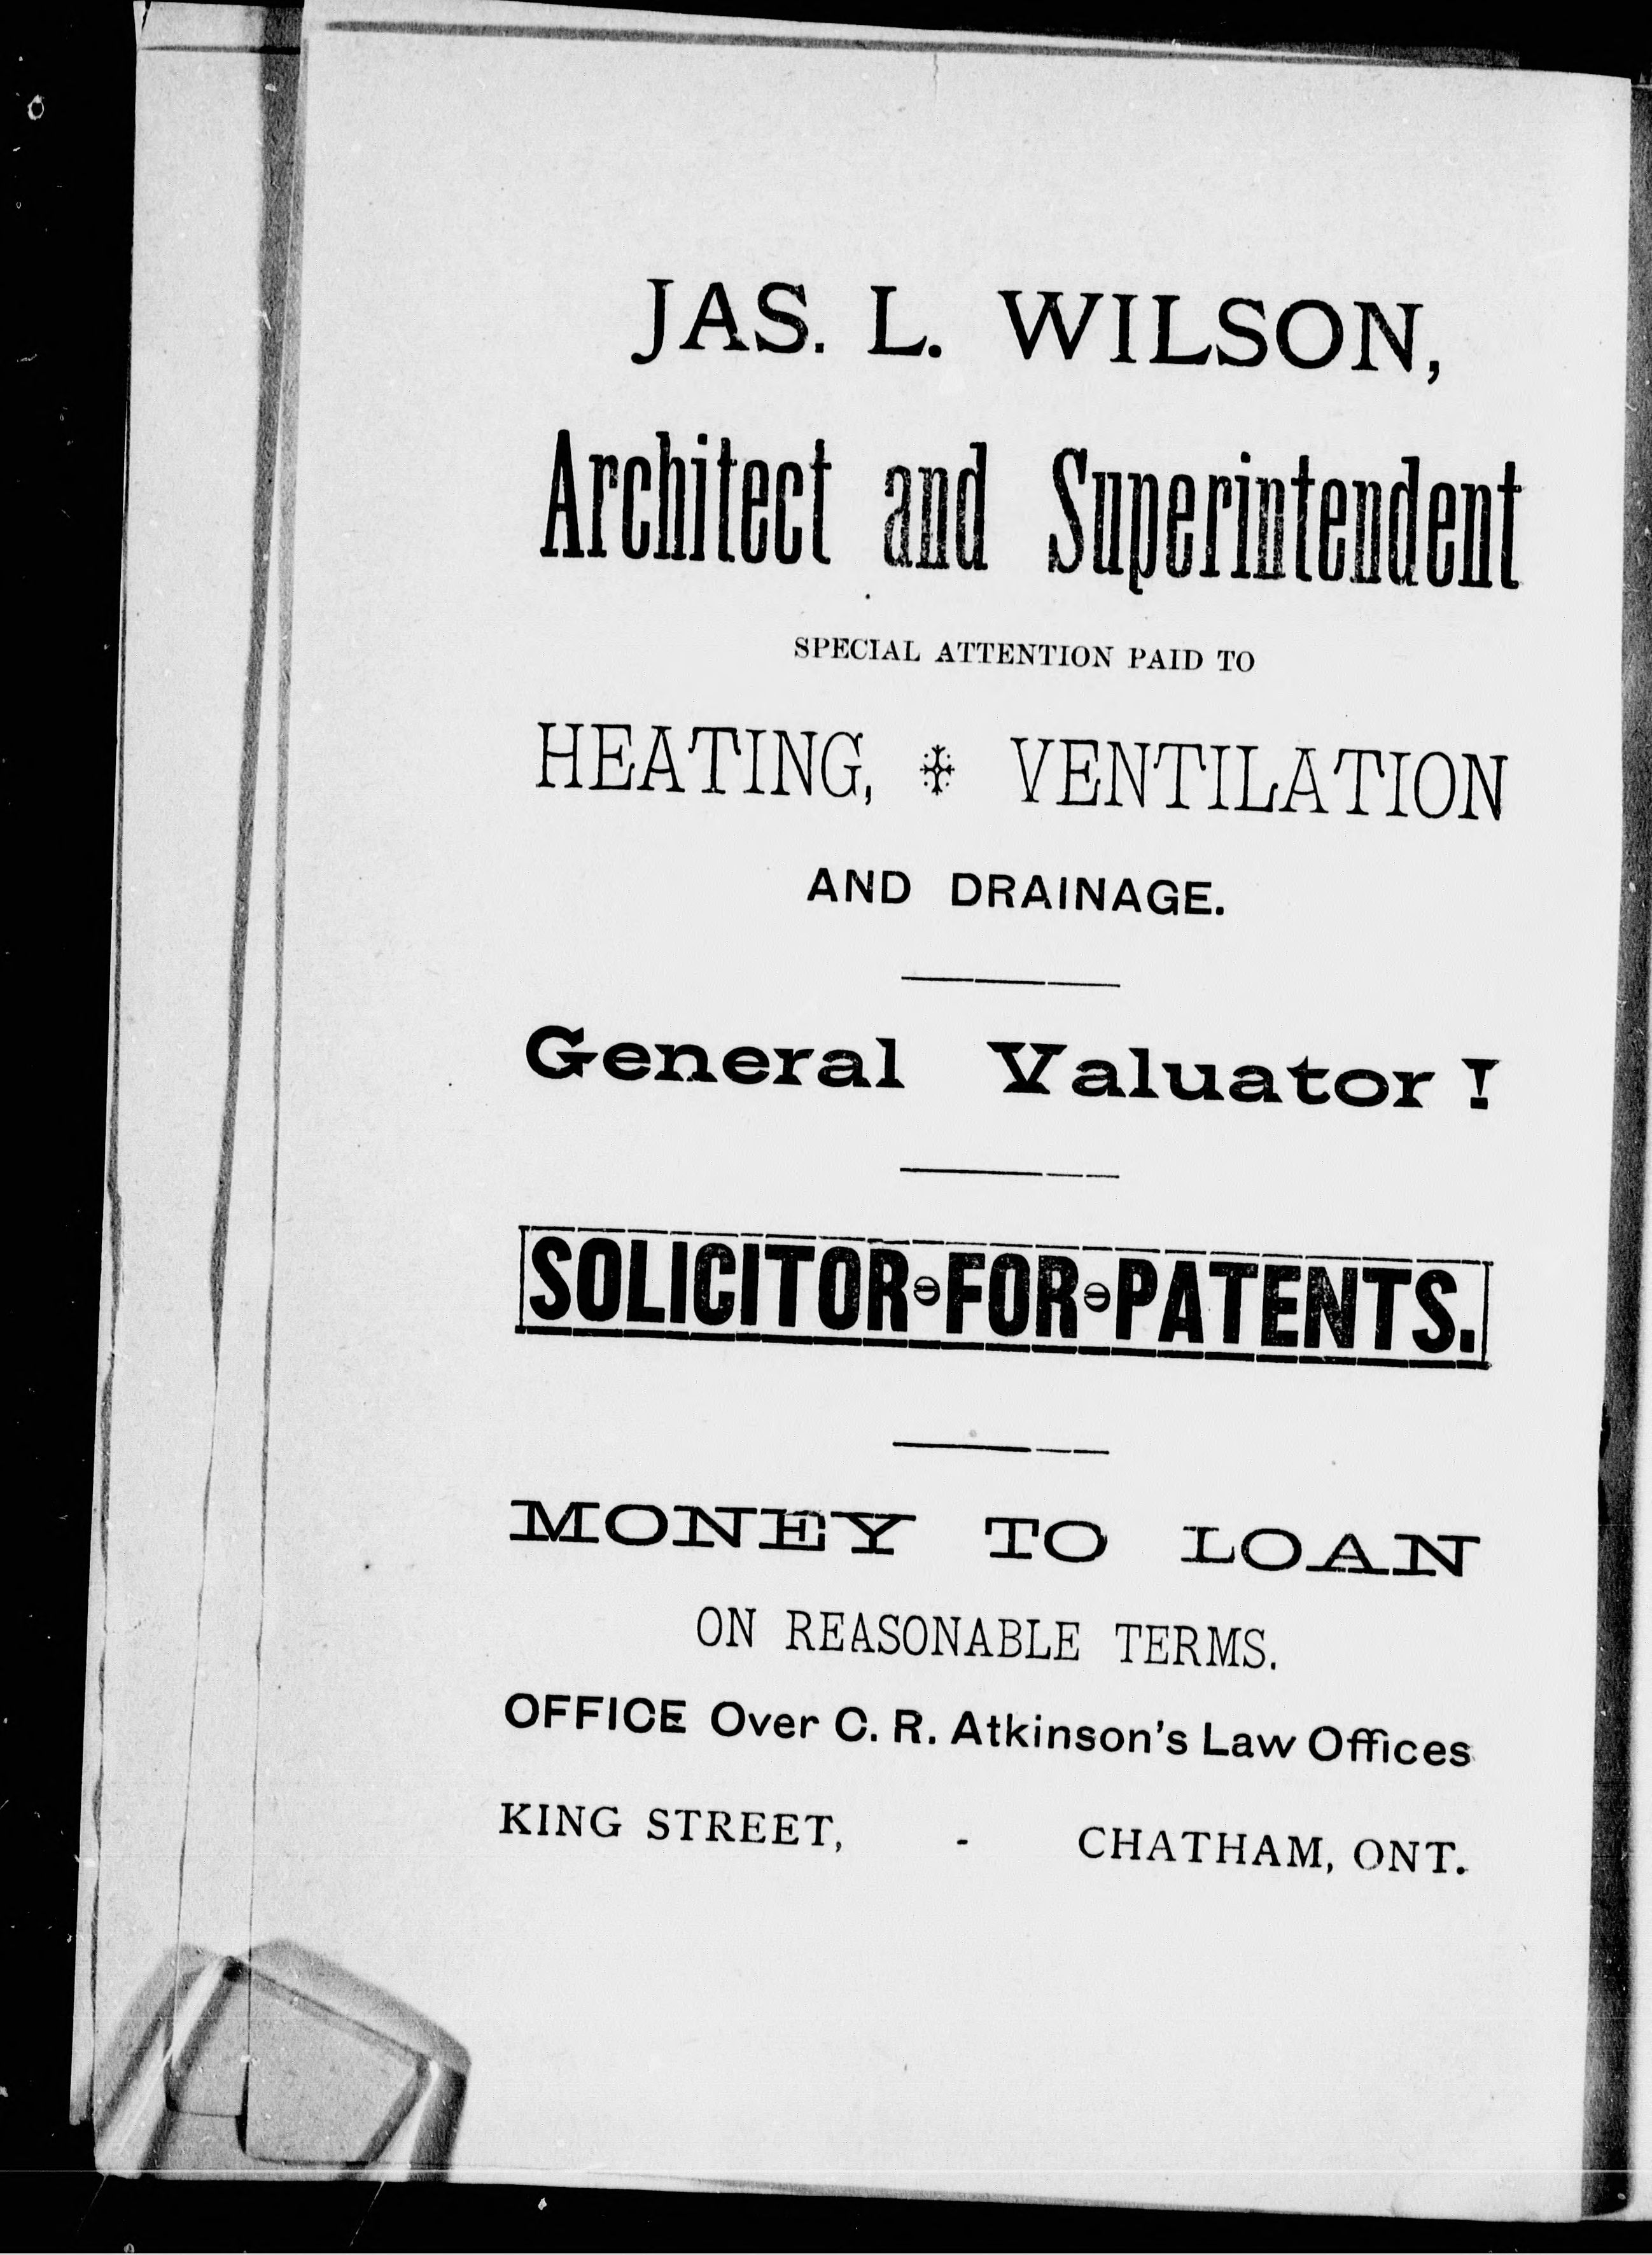 JAS. L. WILSON,
Architect and Superintendent
SPECIAL ATTENTION PAID TO
HEATING, VENTILATION
AND DRAINAGE.
General Valuator!
SOLICITOR FOR PATENTS.
MONEY TO LOAN
ON REASONABLE TERMS.
OFFICE Over C. R. Atkinson's Law Offices
KING STREET, - CHATHAM, ONT.